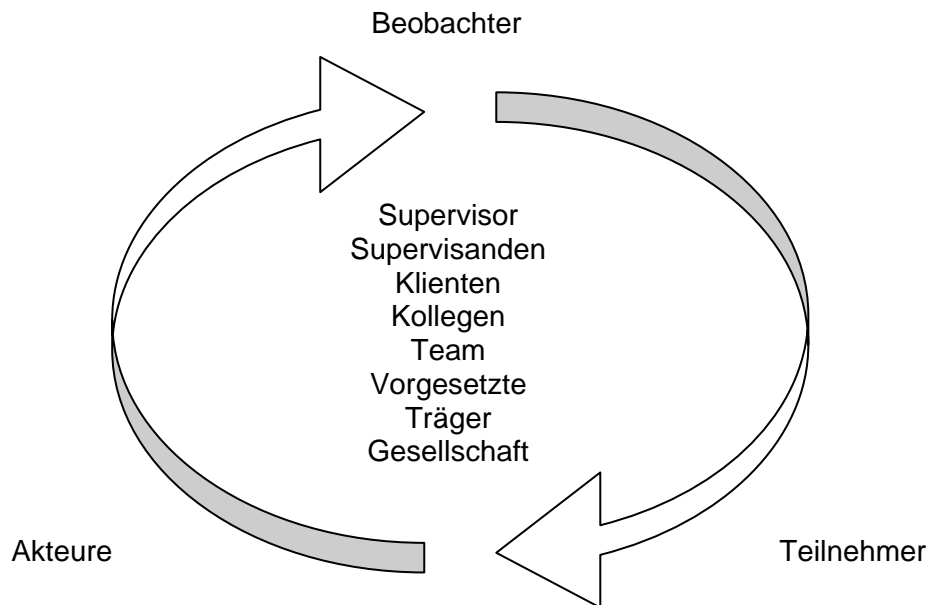 Beobachter
Supervisor
Supervisanden
Klienten
Kollegen
Team
Vorgesetzte
Träger
Gesellschaft
Akteure
Teilnehmer